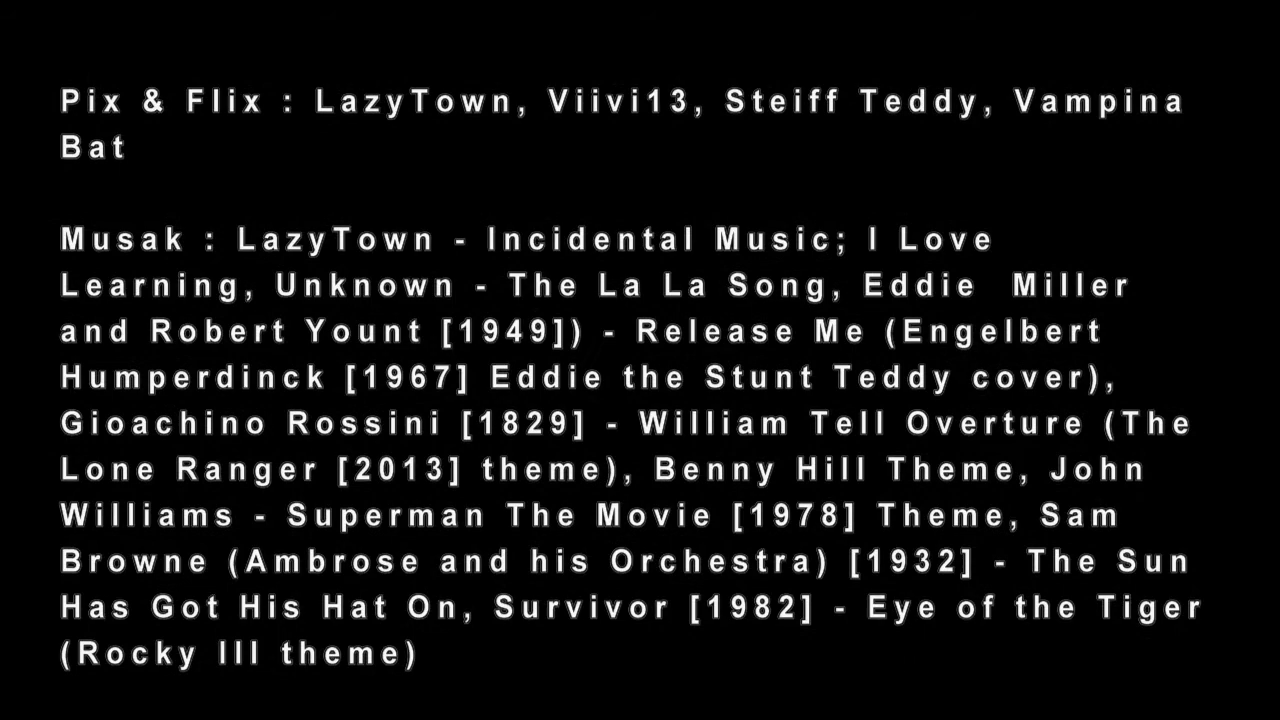 Pix & Flix : LazyTown, Viivi13, Steiff Teddy, Vampina
Bat
Musak : LazyTown - Incidental Music; I Love
Learning, Unknown - The La La Song, Eddie  Miller
and Robert Yount [1949]) - Release Me (Engelbert
Humperdinck [1967] Eddie the Stunt Teddy cover),
Gioachino Rossini [1829] - William Tell Overture (The
Lone Ranger [2013] theme), Benny Hill Theme, John
Williams - Superman The Movie [1978] Theme, Sam
Browne (Ambrose and his Orchestra) [1932] - The Sun
Has Got His Hat On, Survivor [1982] - Eye of the Tiger
(Rocky III theme)